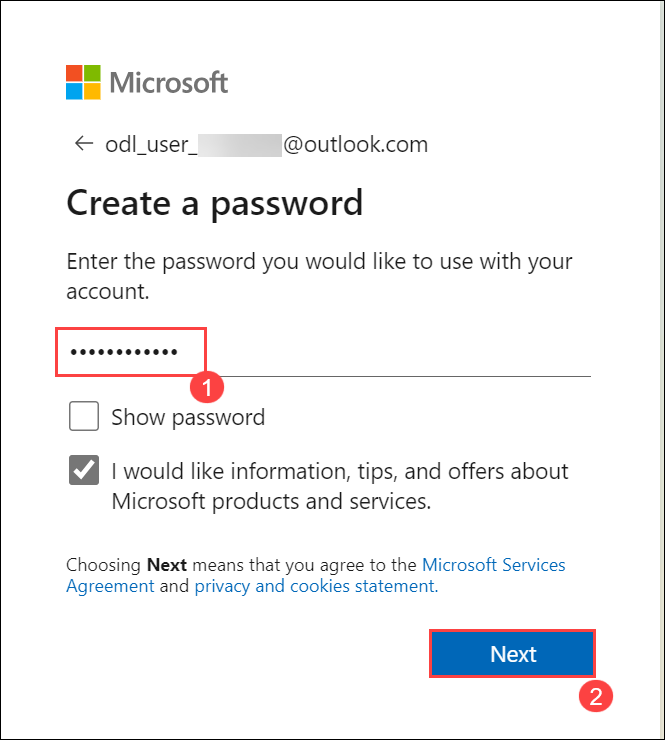 Microsoft
← odl_user_@outlook.com
Create a password
Enter the password you would like to use with your
account.
••••••••••••
1
Show password
I would like information, tips, and offers about
Microsoft products and services.
Choosing Next means that you agree to the Microsoft Services
Agreement and privacy and cookies statement.
Next
2